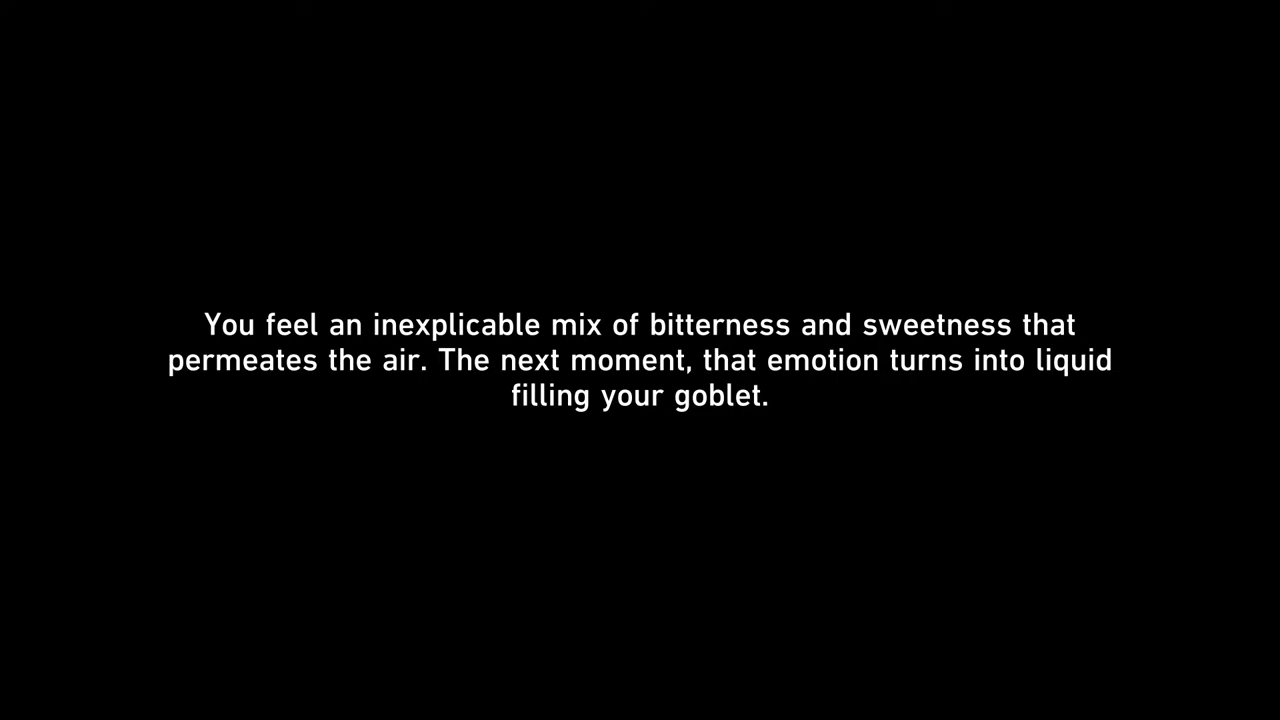 You feel an inexplicable mix of bitterness and sweetness that
permeates the air. The next moment, that emotion turns into liquid
filling your goblet.